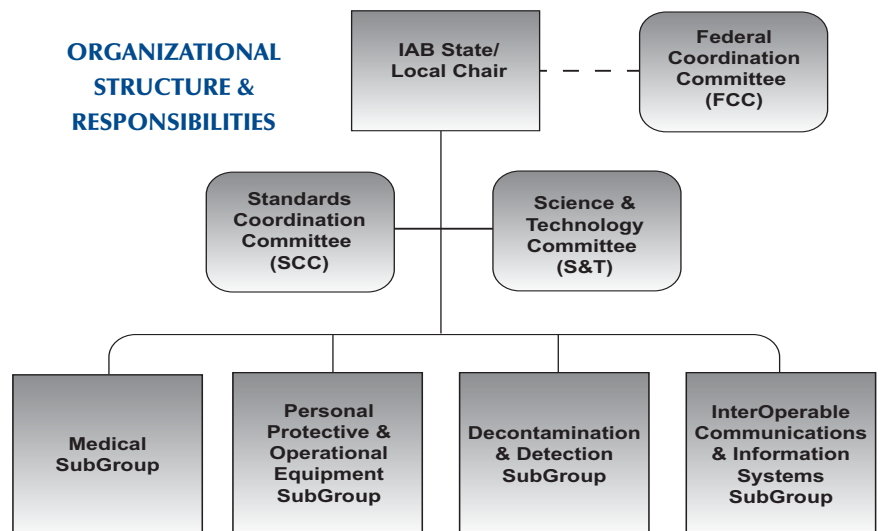 ORGANIZATIONAL
STRUCTURE &
RESPONSIBILITIES
IAB State/
Local Chair
Federal
Coordination
Committee
(FCC)
Standards
Coordination
Committee
(SCC)
Science &
Technology
Committee
(S&T)
Medical
SubGroup
Personal
Protective &
Operational
Equipment
SubGroup
Decontamination
& Detection
SubGroup
InterOperable
Communications
& Information
Systems
SubGroup